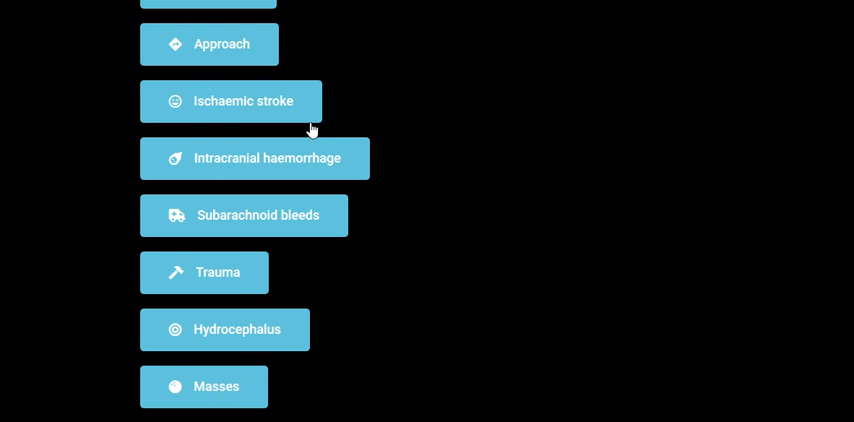 Approach
Ischaemic stroke
Intracranial haemorrhage
Subarachnoid bleeds
Trauma
Hydrocephalus
Masses